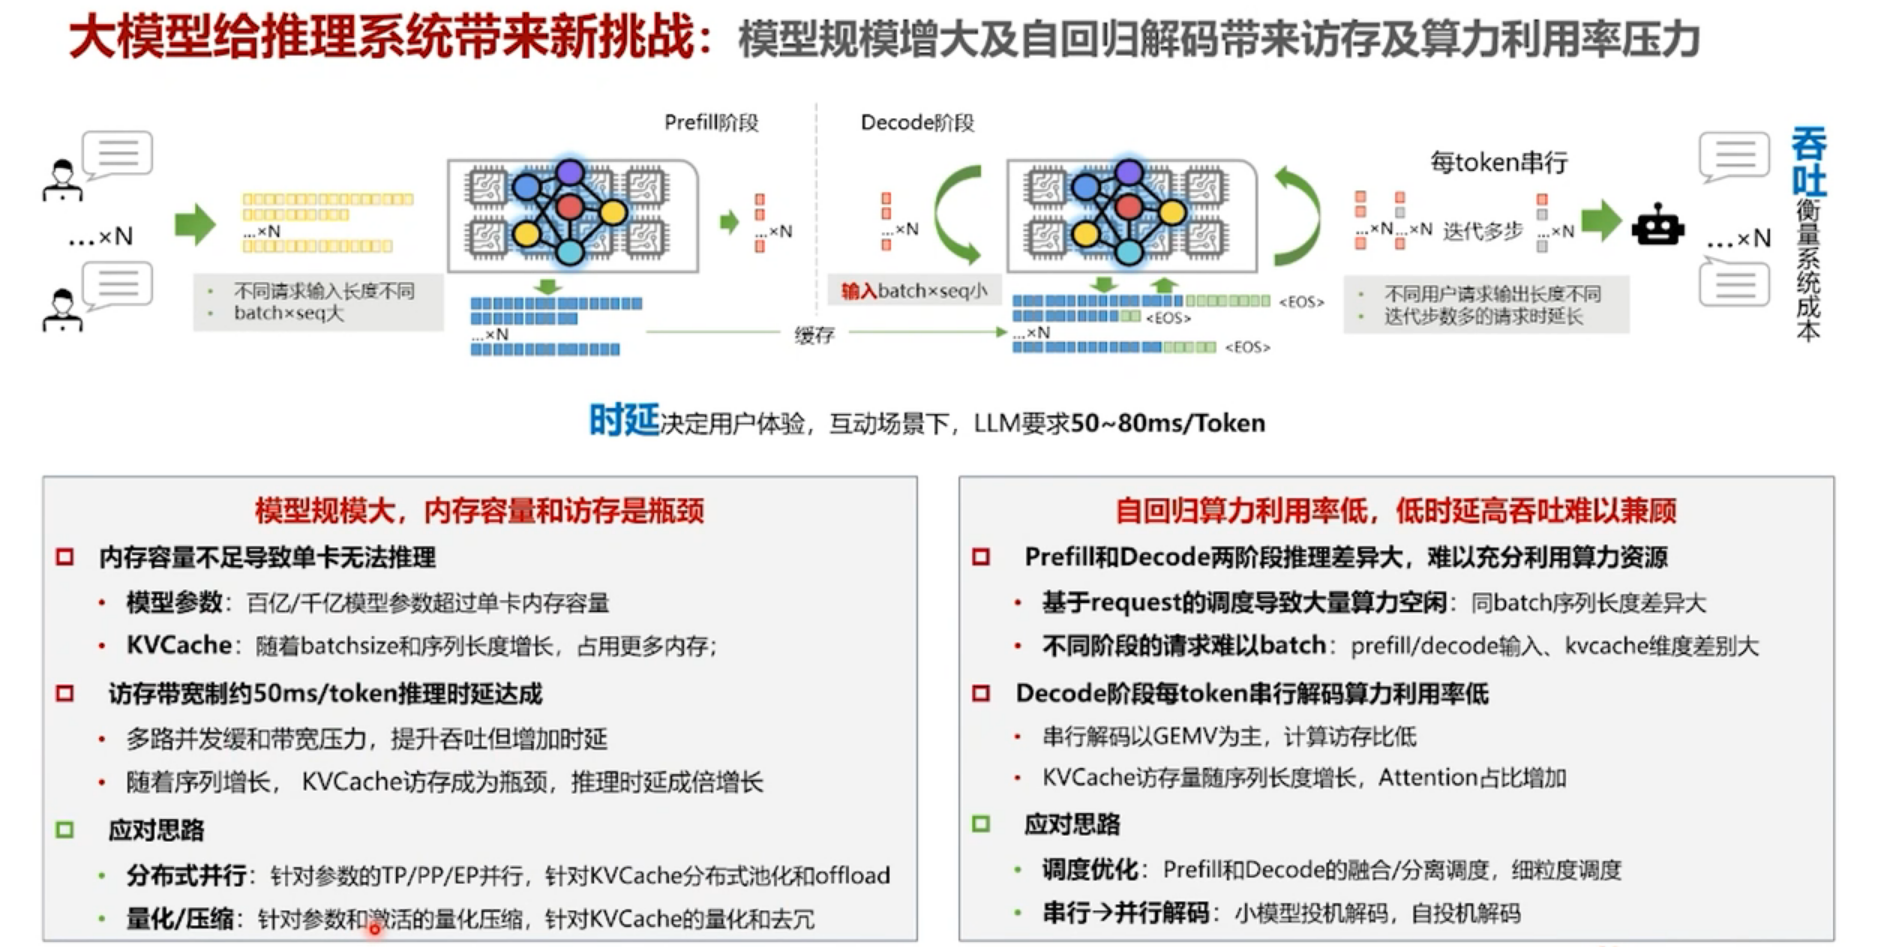 大模型给推理系统带来新挑战：模型规模增大及自回归解码带来访存及算力利用率压力
Prefill阶段
Decode阶段
每token串行
吞吐衡量系统成本
...×N
...×N
...×N
...×N
...×N...×N
迭代多步
...×N
...×N
• 不同请求输入长度不同
• batch×seq大
输入batch×seq小
• 不同用户请求输出长度不同
• 迭代步数多的请求时延长
...×N
缓存
<EOS>
<EOS>
...×N
<EOS>
时延决定用户体验，互动场景下，LLM要求50~80ms/Token
模型规模大，内存容量和访存是瓶颈
内存容量不足导致单卡无法推理
• 模型参数：百亿/千亿模型参数超过单卡内存容量
• KVCache：随着batchsize和序列长度增长，占用更多内存；
访存带宽制约50ms/token推理时延达成
• 多路并发缓和带宽压力，提升吞吐但增加时延
• 随着序列增长， KVCache访存成为瓶颈，推理时延成倍增长
应对思路
• 分布式并行：针对参数的TP/PP/EP并行，针对KVCache分布式池化和offload
• 量化/压缩：针对参数和激活的量化压缩，针对KVCache的量化和去冗
自回归算力利用率低，低时延高吞吐难以兼顾
Prefill和Decode两阶段推理差异大，难以充分利用算力资源
• 基于request的调度导致大量算力空闲：同batch序列长度差异大
• 不同阶段的请求难以batch：prefill/decode输入、kvcache维度差别大
Decode阶段每token串行解码算力利用率低
• 串行解码以GEMV为主，计算访存比低
• KVCache访存量随序列长度增长，Attention占比增加
应对思路
• 调度优化：Prefill和Decode的融合/分离调度，细粒度调度
• 串行→并行解码：小模型投机解码，自投机解码